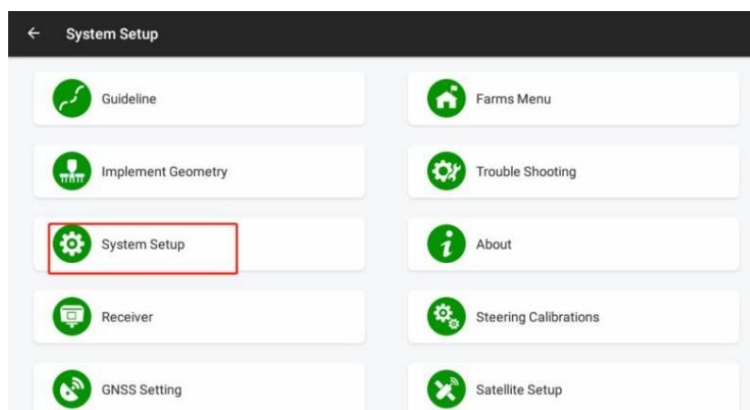 System Setup
Guideline
Farms Menu
Implement Geometry
Trouble Shooting
System Setup
About
Receiver
Steering Calibrations
GNSS Setting
Satellite Setup